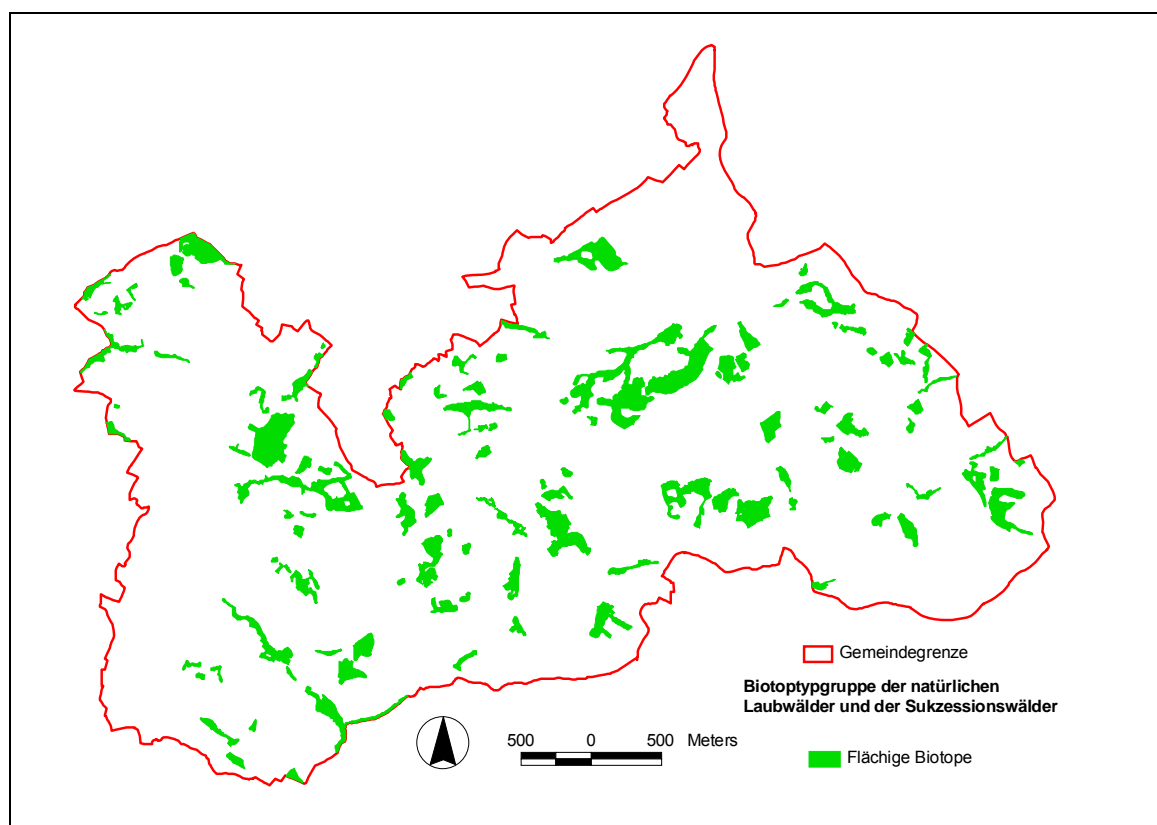 Gemeindegrenze
Biotoptypgruppe der natürlichen
Laubwälder und der Sukzessionswälder
500 0 500 Meters
Flächige Biotope